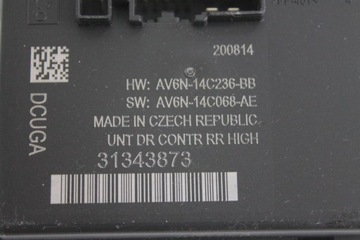 200814
HW: AV6N-14C236-BB
SW: AV6N-14C068-AE
MADE IN CZECH REPUBLIC
UNT DR CONTR RR HIGH
31343873
DCUGA